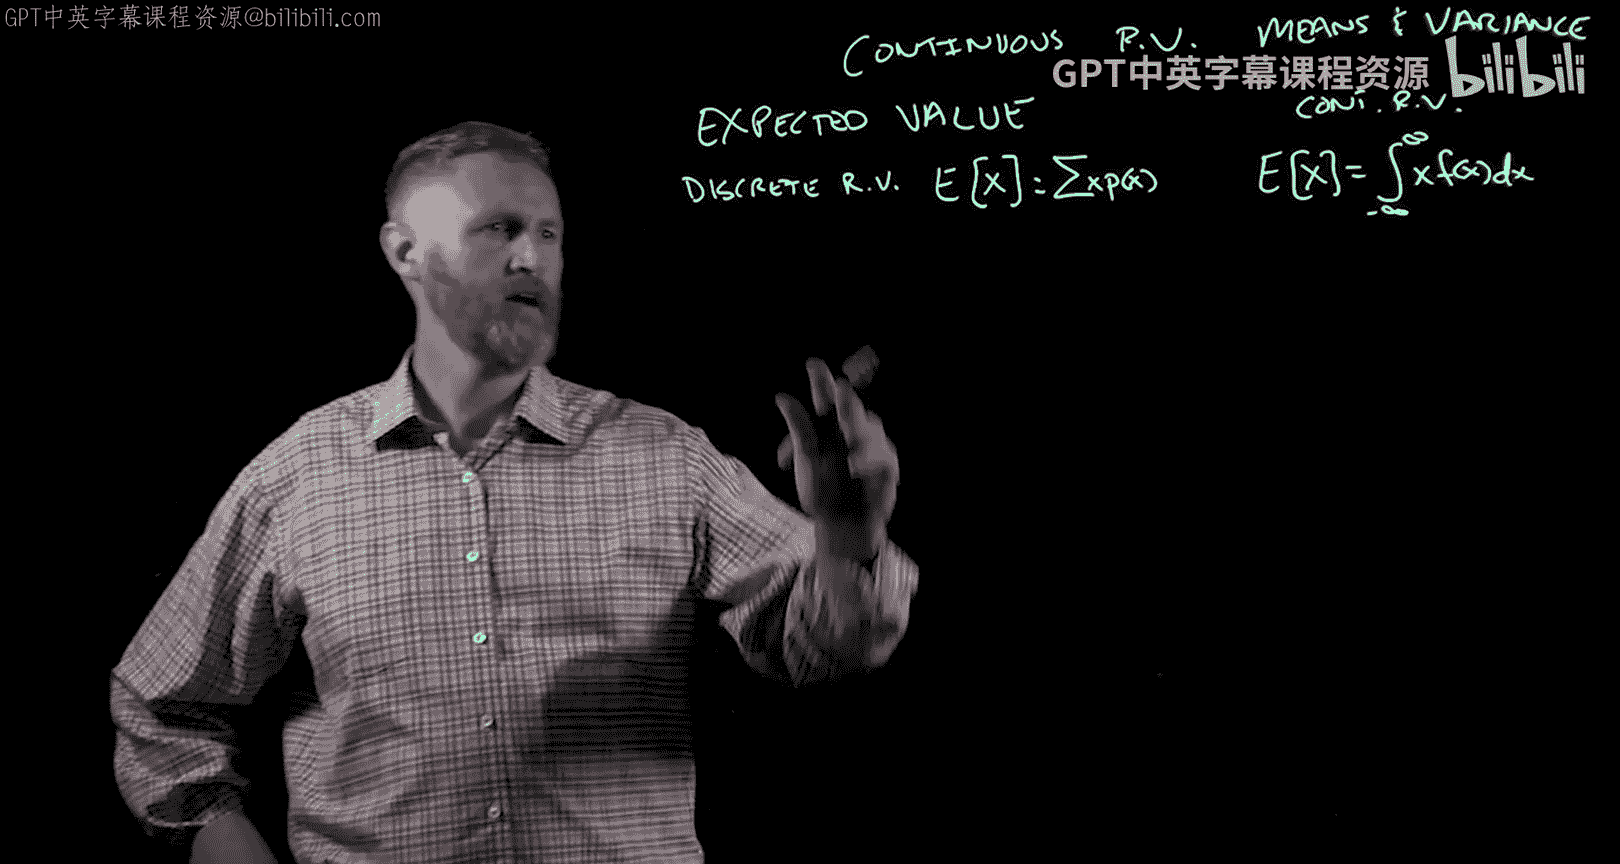 GPT中英字幕课程资源@bilibili.com
CONTINUOUS R.V. MEANS & VARIANCE
GPT中英字幕课程资源 bilibili
EXPECTED VALUE
CONT. R.V.
DISCRETE R.V. E[X] = ∑xp(x)
E[X] = ∫_{-∞}^{∞} x f(x) dx